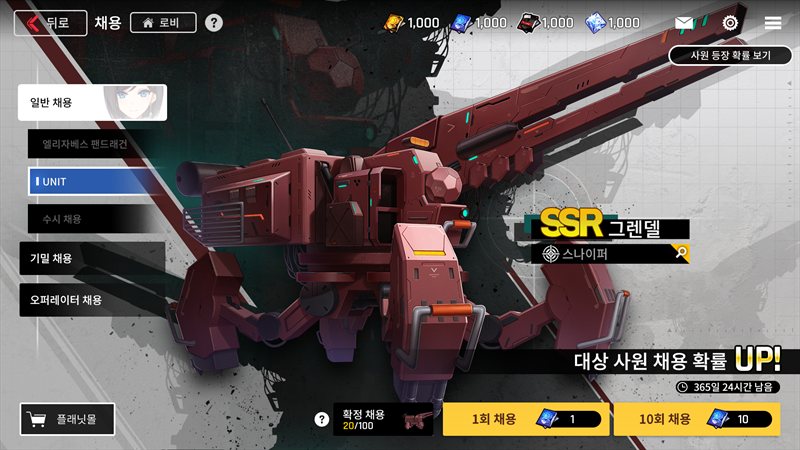 뒤로
채용
로비
?
1,000
1,000
1,000
1,000
사원 등장 확률 보기
일반 채용
엘리자베스 팬드래건
UNIT
수시 채용
기밀 채용
오퍼레이터 채용
SSR 그렌델
스나이퍼
대상 사원 채용 확률 UP!
365일 24시간 남음
플래닛몰
?
확정 채용
20/100
1회 채용
1
10회 채용
10